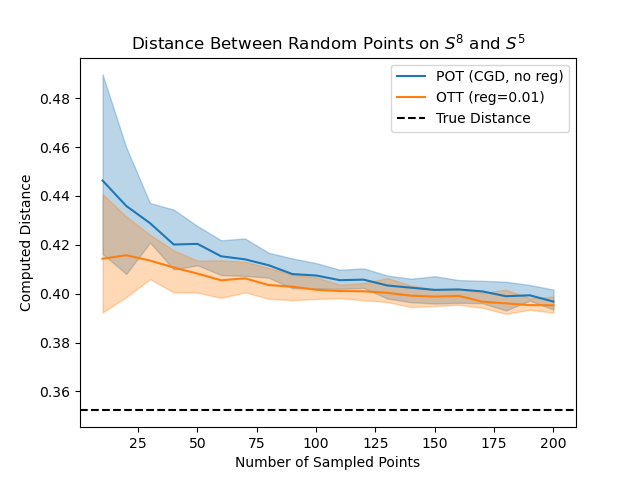 Distance Between Random Points on $S^8$ and $S^5$
POT (CGD, no reg)
OTT (reg=0.01)
True Distance
Computed Distance
0.48
0.46
0.44
0.42
0.40
0.38
0.36
25 50 75 100 125 150 175 200
Number of Sampled Points